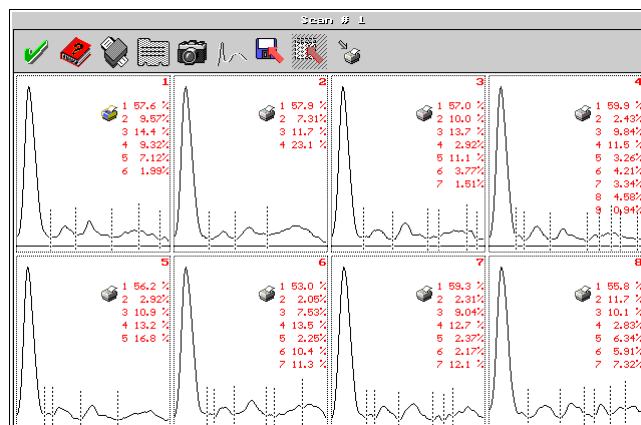 Scan # 1
1
1 57.6 %
2 9.57%
3 14.4 %
4 9.32%
5 7.12%
6 1.99%
2
1 57.9 %
2 7.31%
3 11.7 %
4 23.1 %
3
1 57.0 %
2 10.0 %
3 13.7 %
4 2.92%
5 11.1 %
6 3.77%
7 1.51%
4
1 59.9 %
2 2.43%
3 9.84%
4 11.5 %
5 3.26%
6 4.21%
7 3.34%
8 4.58%
9 0.94%
5
1 56.2 %
2 2.92%
3 10.9 %
4 13.2 %
5 16.8 %
6
1 53.0 %
2 2.05%
3 7.53%
4 13.5 %
5 2.25%
6 10.4 %
7 11.3 %
7
1 59.3 %
2 2.31%
3 9.04%
4 12.7 %
5 2.37%
6 2.17%
7 12.1 %
8
1 55.8 %
2 11.7 %
3 10.1 %
4 2.83%
5 6.34%
6 5.91%
7 7.32%